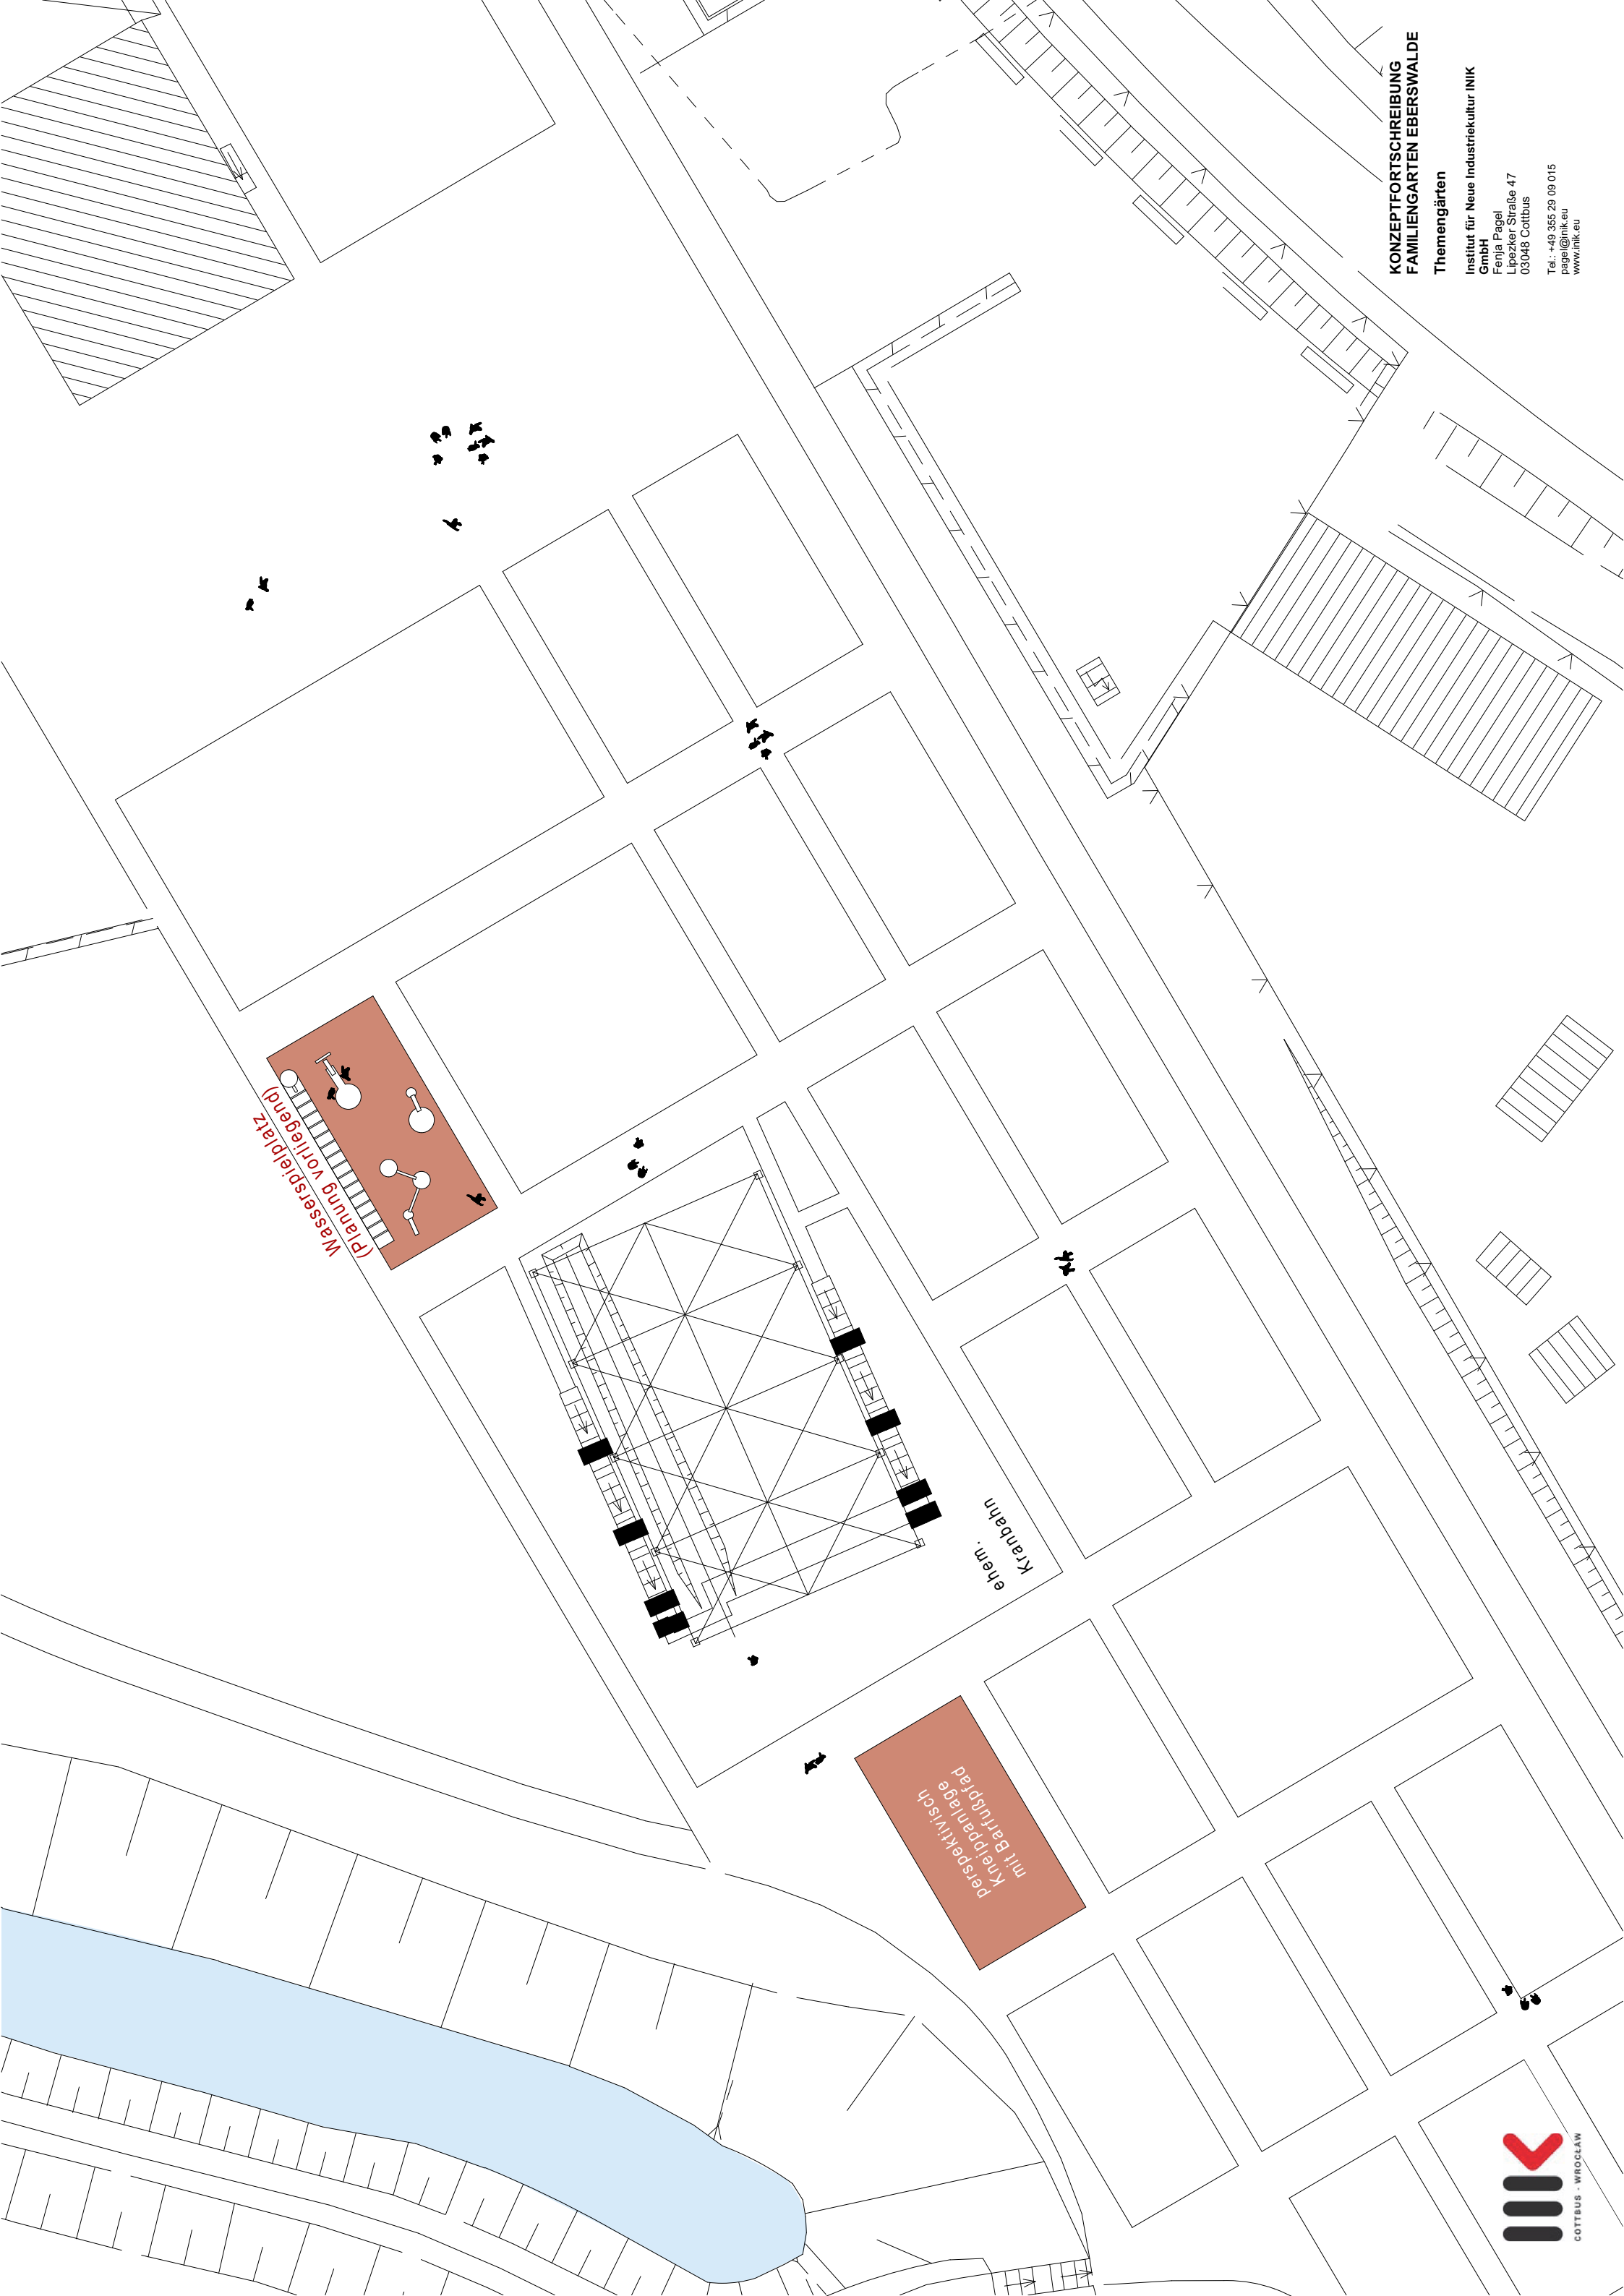 KONZEPTFORTSCHREIBUNG
FAMILIENGARTEN EBERSWALDE
Themengärten
Institut für Neue Industriekultur INIK
GmbH
Fenja Pagel
Lipezker Straße 47
03048 Cottbus
Tel.: +49 355 29 09 015
pagel@inik.eu
www.inik.eu
Wasserspielplatz
(Planung vorliegend)
ehem.
Kranbahn
perspektivisch
Kneippanlage
mit Barfußpfad
COTTBUS · WROCŁAW